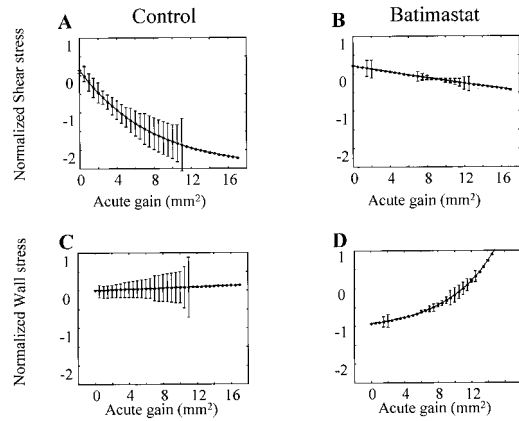 Control
Batimastat
A
B
Normalized Shear stress
1
0
-1
-2
0 4 8 12 16
Acute gain (mm²)
1
0
-1
-2
0 4 8 12 16
Acute gain (mm²)
C
D
Normalized Wall stress
1
0
-1
-2
0 4 8 12 16
Acute gain (mm²)
1
0
-1
-2
0 4 8 12 16
Acute gain (mm²)